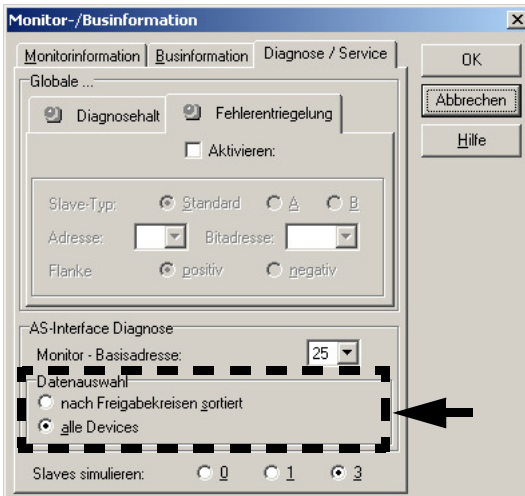 Monitor-/Businformation
Monitorinformation Businformation Diagnose / Service
OK
Abbrechen
Hilfe
Globale ...
Diagnosehalt Fehlerentriegelung
Aktivieren:
Slave-Typ: Standard A B
Adresse: Bitadresse:
Flanke positiv negativ
AS-Interface Diagnose
Monitor - Basisadresse: 25
Datenauswahl
nach Freigabekreisen sortiert
alle Devices
Slaves simulieren: 0 1 3